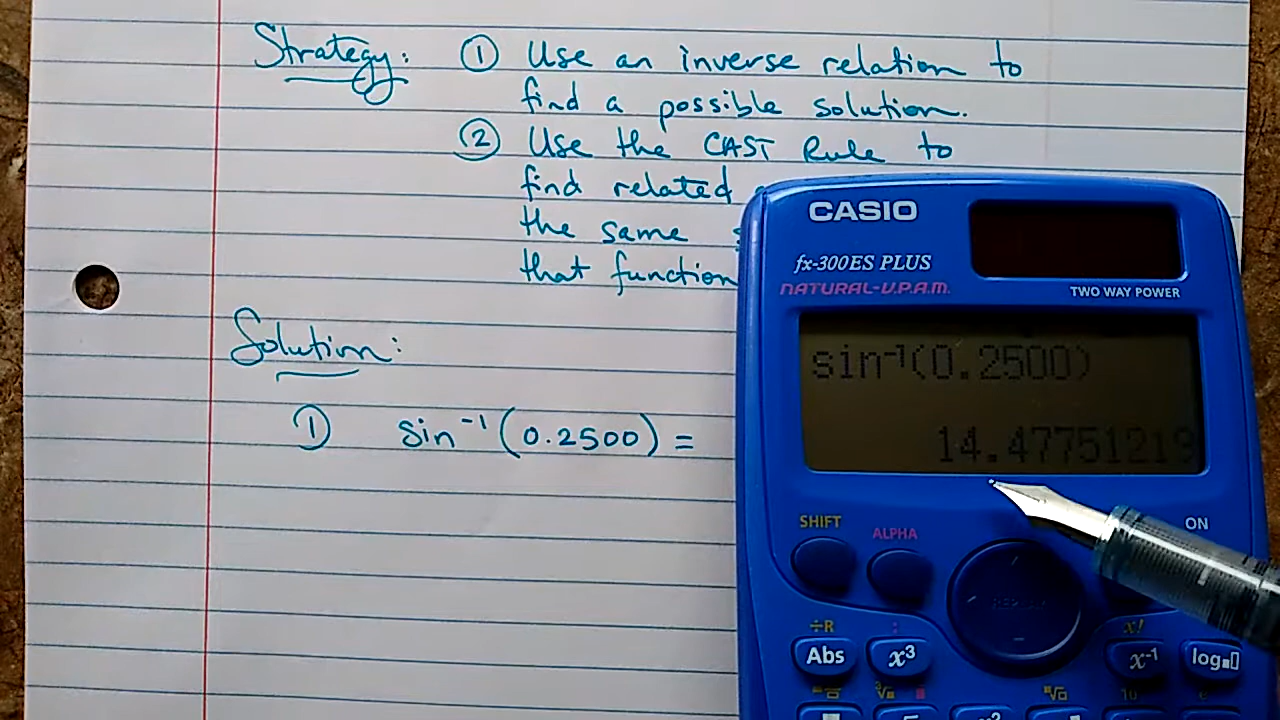 Strategy: ① Use an inverse relation to
find a possible solution.
② Use the CAST Rule to
find related
the same
that function
Solution:
① sin⁻¹(0.2500) =
CASIO
fx-300ES PLUS
NATURAL-V.P.A.M.
TWO WAY POWER
sin⁻¹(0.2500)
14.47751219
SHIFT
ALPHA
ON
REPLAY
÷R
:
x!
Abs
x³
x⁻¹
log